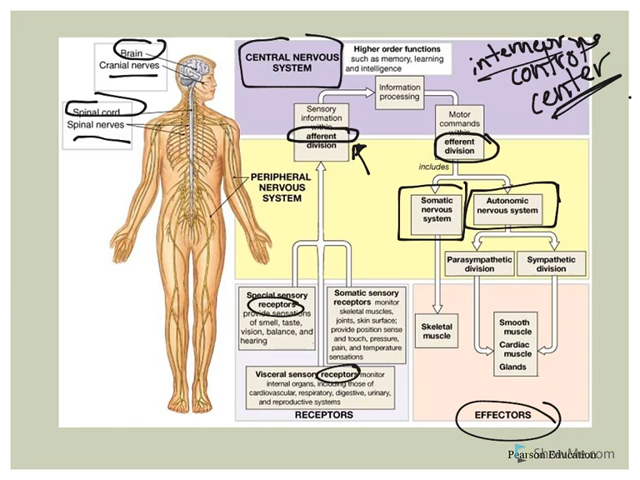 Brain
Cranial nerves
Spinal cord
Spinal nerves
CENTRAL NERVOUS
SYSTEM
Higher order functions
such as memory, learning
and intelligence
interneurons
control
center
Information
processing
Sensory
information
within
afferent
division
Motor
commands
within
efferent
division
includes
PERIPHERAL
NERVOUS
SYSTEM
Somatic
nervous
system
Autonomic
nervous system
Parasympathetic
division
Sympathetic
division
Special sensory
receptors
provide sensations
of smell, taste,
vision, balance, and
hearing
Somatic sensory
receptors monitor
skeletal muscles,
joints, skin surface;
provide position sense
and touch, pressure,
pain, and temperature
sensations
Visceral sensory receptors monitor
internal organs, including those of
cardiovascular, respiratory, digestive, urinary,
and reproductive systems
RECEPTORS
Skeletal
muscle
Smooth
muscle
Cardiac
muscle
Glands
EFFECTORS
Pearson Education
ShowMe.com